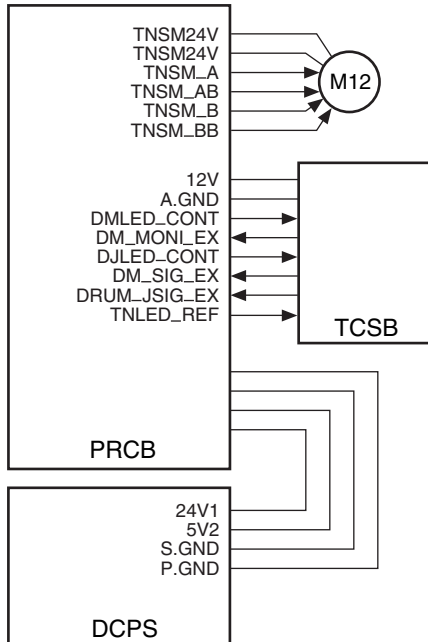 TNSM24V
TNSM24V
TNSM_A
TNSM_AB
TNSM_B
TNSM_BB
M12
12V
A.GND
DMLED_CONT
DM_MONI_EX
DJLED_CONT
DM_SIG_EX
DRUM_JSIG_EX
TNLED_REF
TCSB
PRCB
24V1
5V2
S.GND
P.GND
DCPS